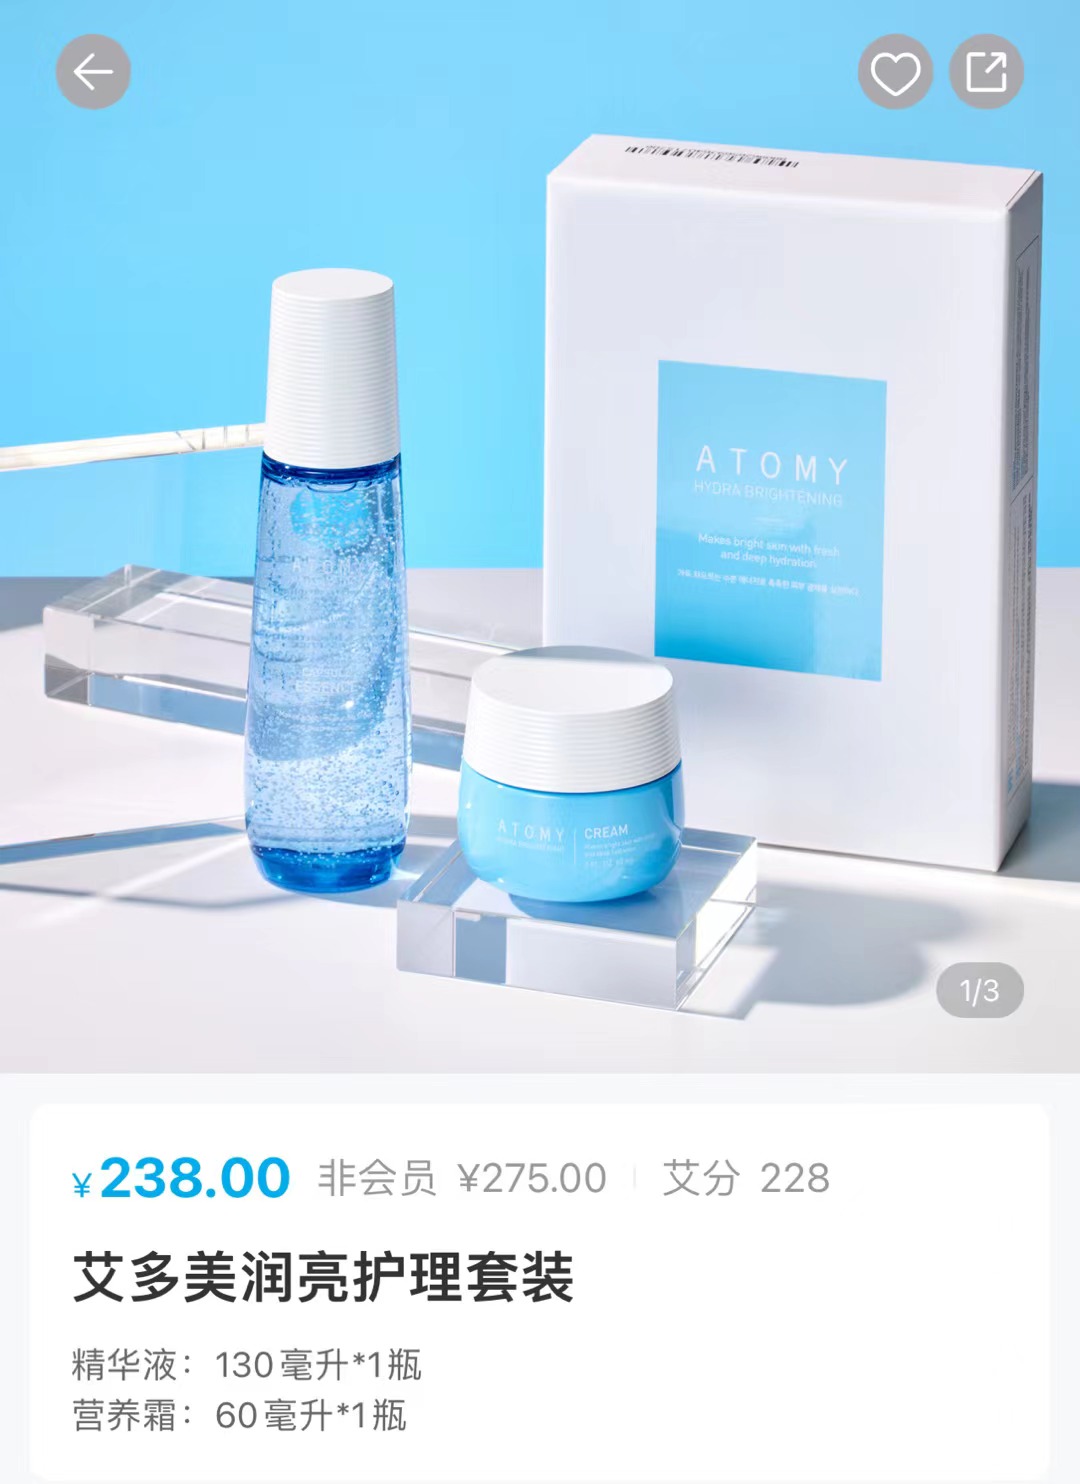 ATOMY
HYDRA BRIGHTENING
Makes bright skin with fresh
and deep hydration.
ATOMY
ESSENCE
ATOMY
CREAM
1/3
¥238.00 非会员 ¥275.00 艾分 228
艾多美润亮护理套装
精华液：130毫升*1瓶
营养霜：60毫升*1瓶